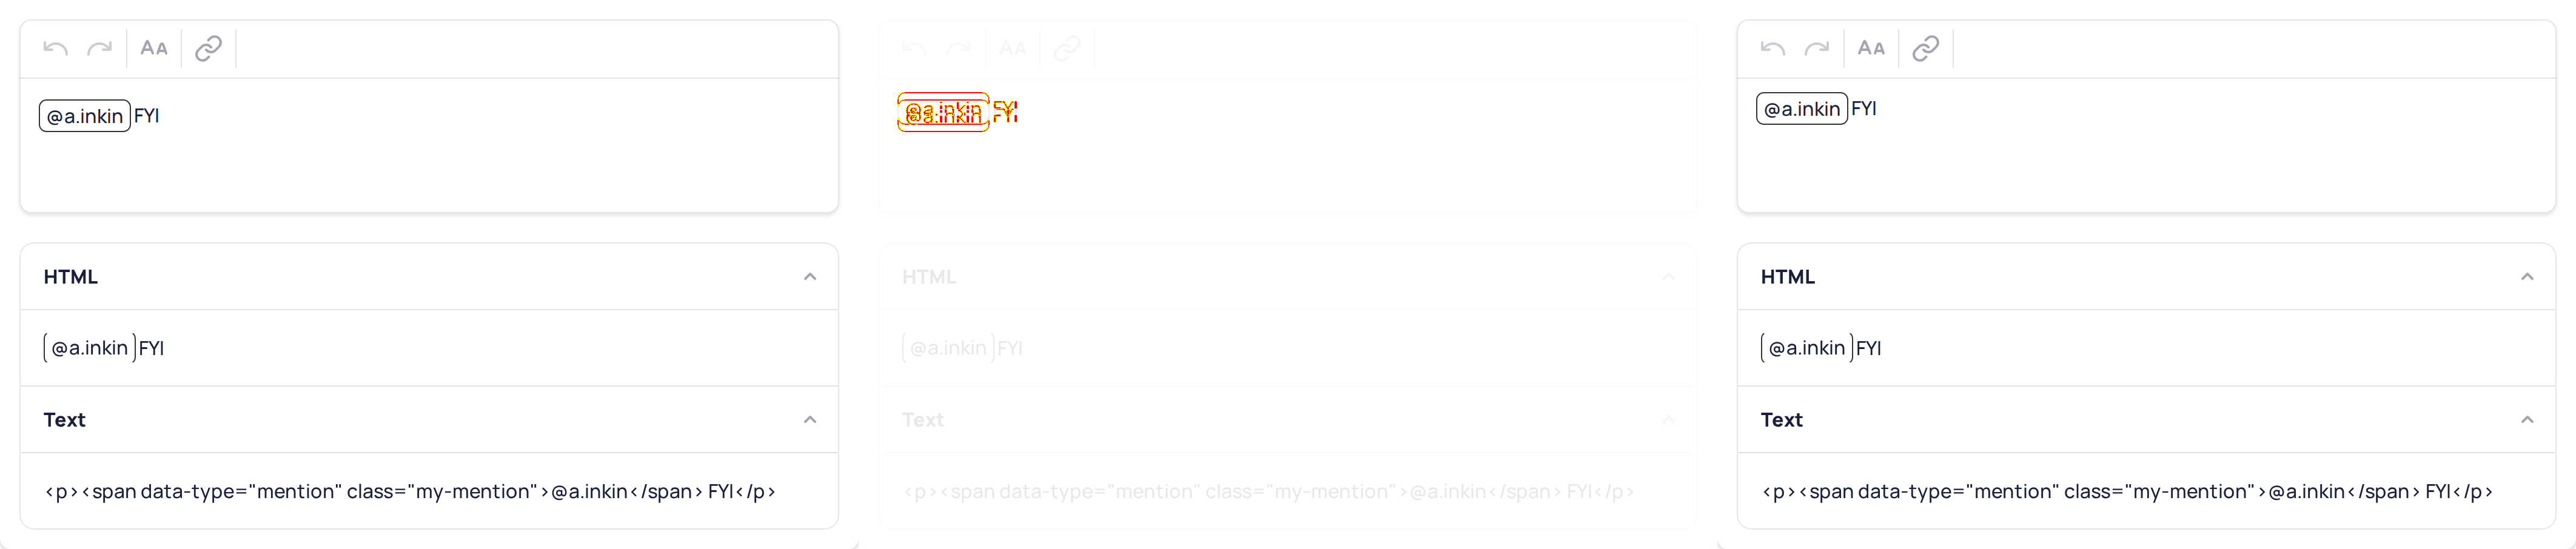 AA
@a.inkin FYI
HTML
@a.inkin FYI
Text
<p><span data-type="mention" class="my-mention">@a.inkin</span> FYI</p>
AA
@a.inkin FYI
HTML
@a.inkin FYI
Text
<p><span data-type="mention" class="my-mention">@a.inkin</span> FYI</p>
AA
@a.inkin FYI
HTML
@a.inkin FYI
Text
<p><span data-type="mention" class="my-mention">@a.inkin</span> FYI</p>